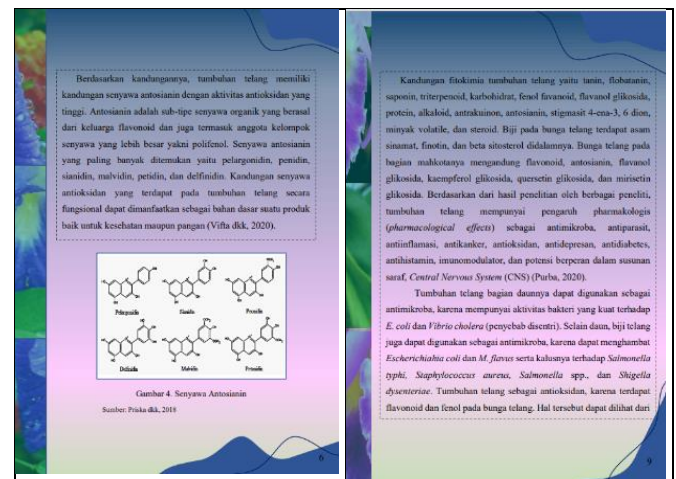 Berdasarkan kandungannya, tumbuhan telang memiliki
kandungan senyawa antosianin dengan aktivitas antioksidan yang
tinggi. Antosianin adalah sub-tipe senyawa organik yang berasal
dari keluarga flavonoid dan juga termasuk anggota kelompok
senyawa yang lebih besar yakni polifenol. Senyawa antosianin
yang paling banyak ditemukan yaitu pelargonidin, penidin,
sianidin, malvidin, petidin, dan delfinidin. Kandungan senyawa
antioksidan yang terdapat pada tumbuhan telang secara
fungsional dapat dimanfaatkan sebagai bahan dasar suatu produk
baik untuk kesehatan maupun pangan (Vifta dkk, 2020).
Gambar 4. Senyawa Antosianin
Sumber: Priska dkk, 2018
6
Kandungan fitokimia tumbuhan telang yaitu tanin, flobatanin,
saponin, triterpenoid, karbohidrat, fenol favanoid, flavanol glikosida,
protein, alkaloid, antrakuinon, antosianin, stigmasit 4-ena-3, 6 dion,
minyak volatile, dan steroid. Biji pada bunga telang terdapat asam
sinamat, finotin, dan beta sitosterol didalamnya. Bunga telang pada
bagian mahkotanya mengandung flavonoid, antosianin, flavanol
glikosida, kaempferol glikosida, quersetin glikosida, dan mirisetin
glikosida. Berdasarkan dari hasil penelitian oleh berbagai peneliti,
tumbuhan telang mempunyai pengaruh pharmakologis
(pharmacological effects) sebagai antimikroba, antiparasit,
antiinflamasi, antikanker, antioksidan, antidepresan, antidiabetes,
antihistamin, imunomodulator, dan potensi berperan dalam susunan
saraf, Central Nervous System (CNS) (Purba, 2020).
Tumbuhan telang bagian daunnya dapat digunakan sebagai
antimikroba, karena mempunyai aktivitas bakteri yang kuat terhadap
E. coli dan Vibrio cholera (penyebab disentri). Selain daun, biji telang
juga dapat digunakan sebagai antimikroba, karena dapat menghambat
Escherichiahia coli dan M. flavus serta kalusnya terhadap Salmonella
typhi, Staphylococcus aureus, Salmonella spp., dan Shigella
dysenteriae. Tumbuhan telang sebagai antioksidan, karena terdapat
flavonoid dan fenol pada bunga telang. Hal tersebut dapat dilihat dari
9